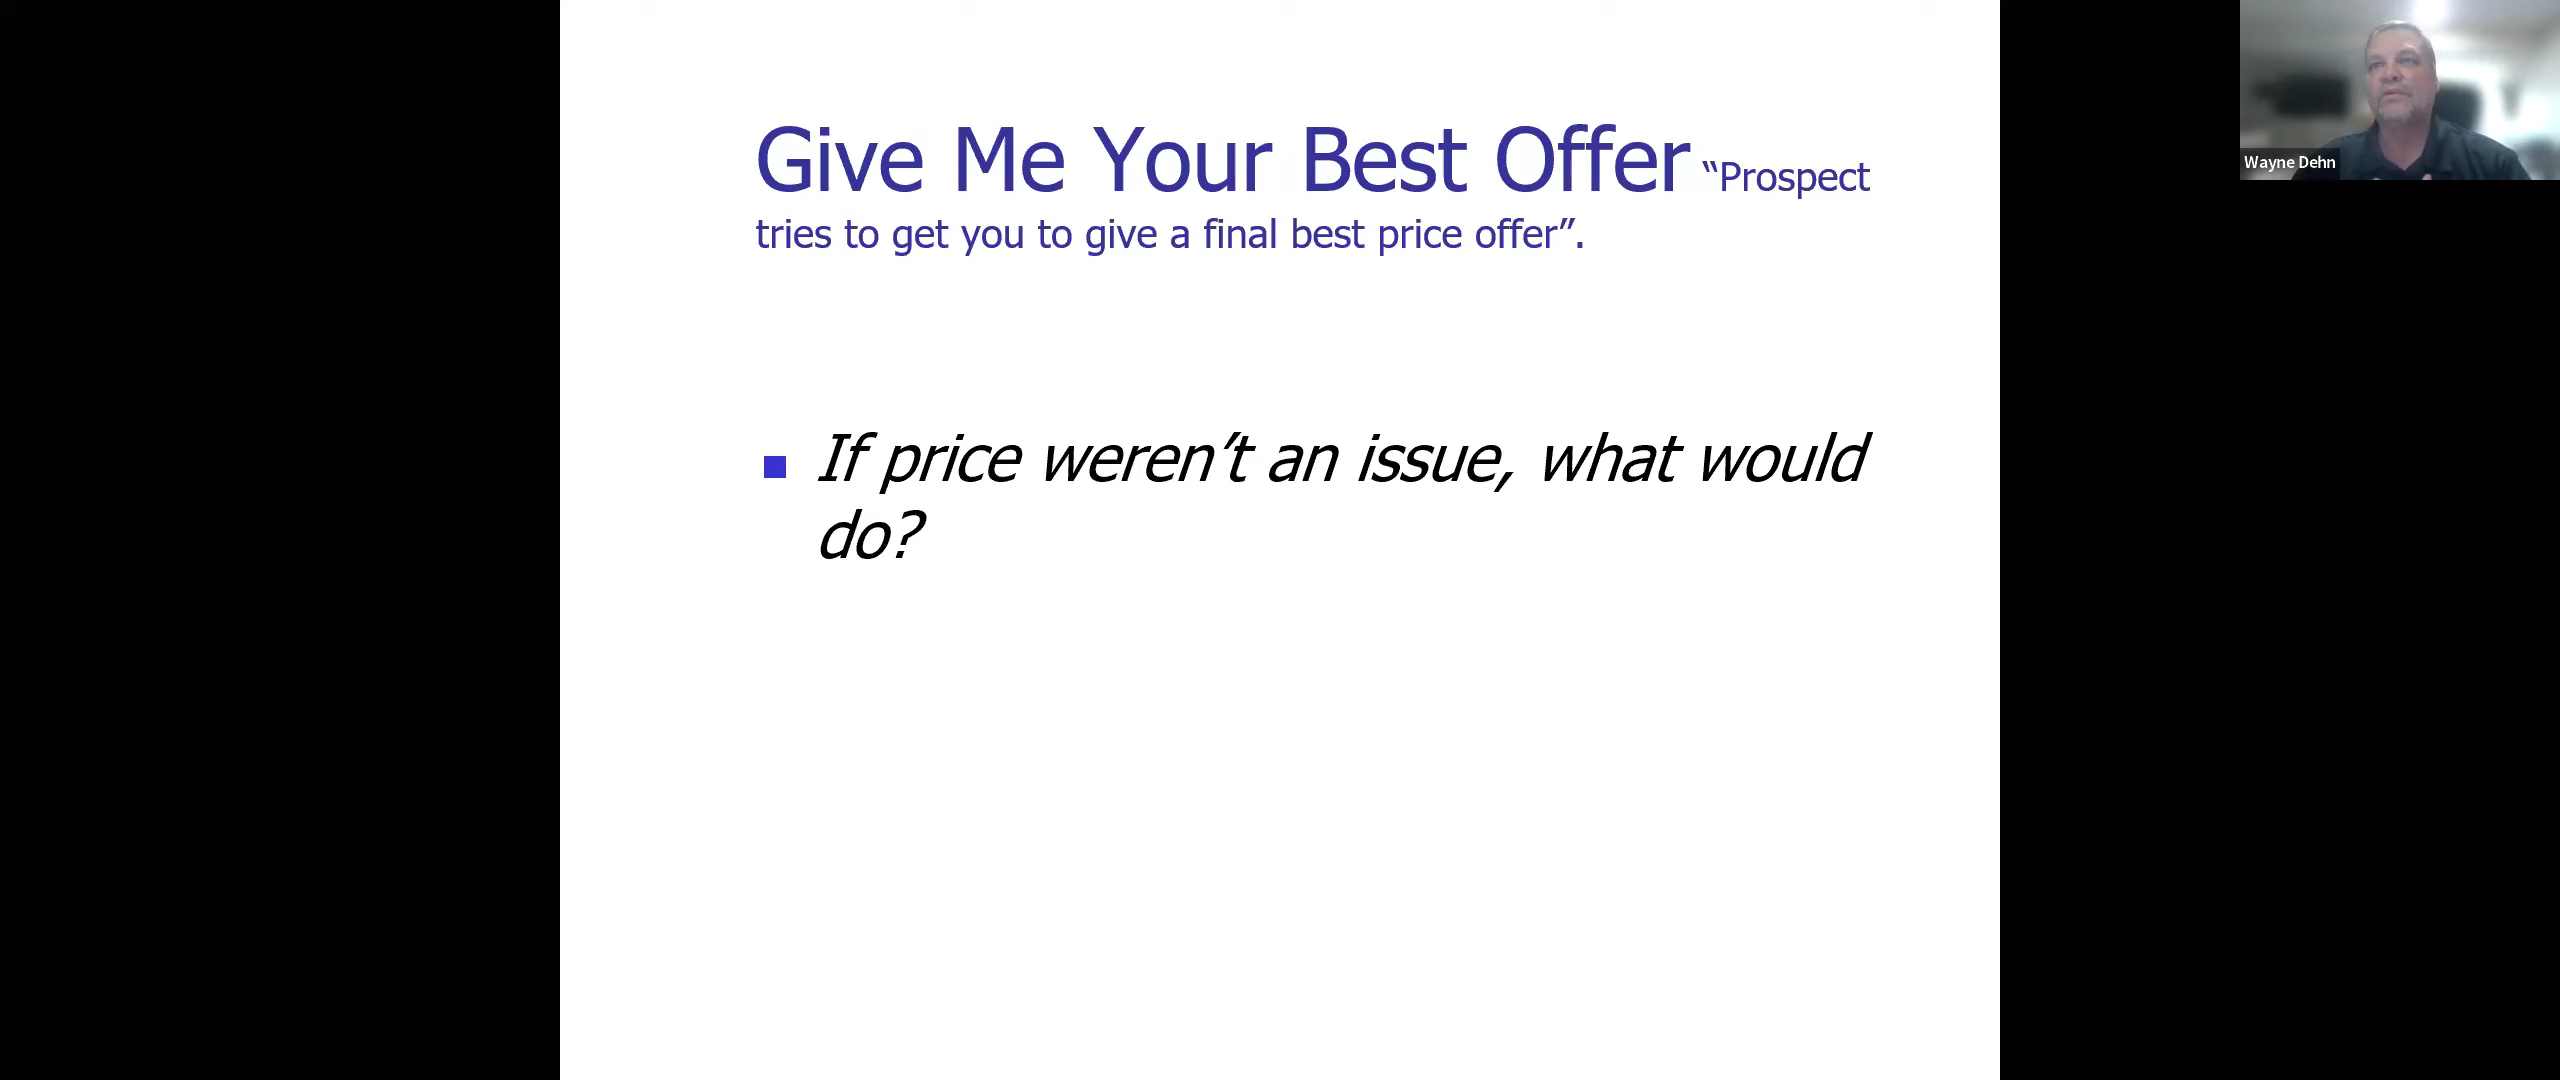 Give Me Your Best Offer “Prospect
tries to get you to give a final best price offer”.
If price weren’t an issue, what would
do?
Wayne Dehn